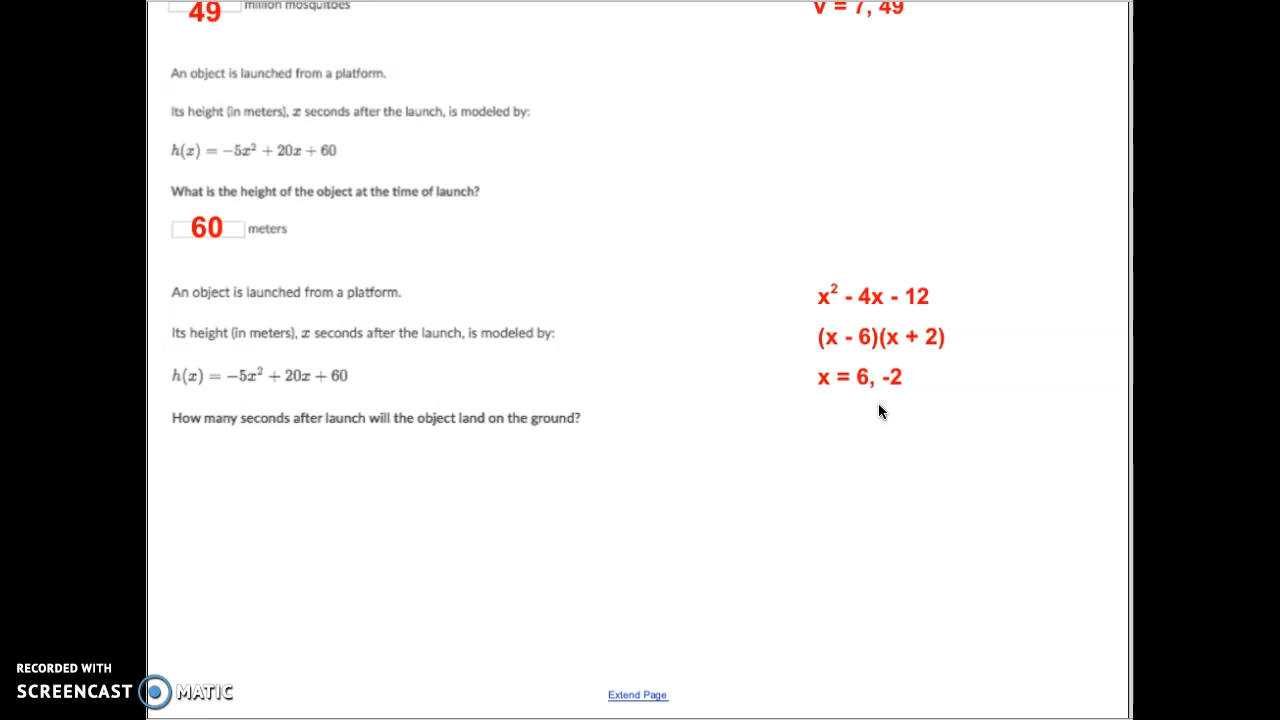 49 million mosquitoes
v = 7, 49
An object is launched from a platform.
Its height (in meters), x seconds after the launch, is modeled by:
h(x) = −5x² + 20x + 60
What is the height of the object at the time of launch?
60 meters
An object is launched from a platform.
x² - 4x - 12
Its height (in meters), x seconds after the launch, is modeled by:
(x - 6)(x + 2)
h(x) = −5x² + 20x + 60
x = 6, -2
How many seconds after launch will the object land on the ground?
RECORDED WITH
SCREENCAST MATIC
Extend Page